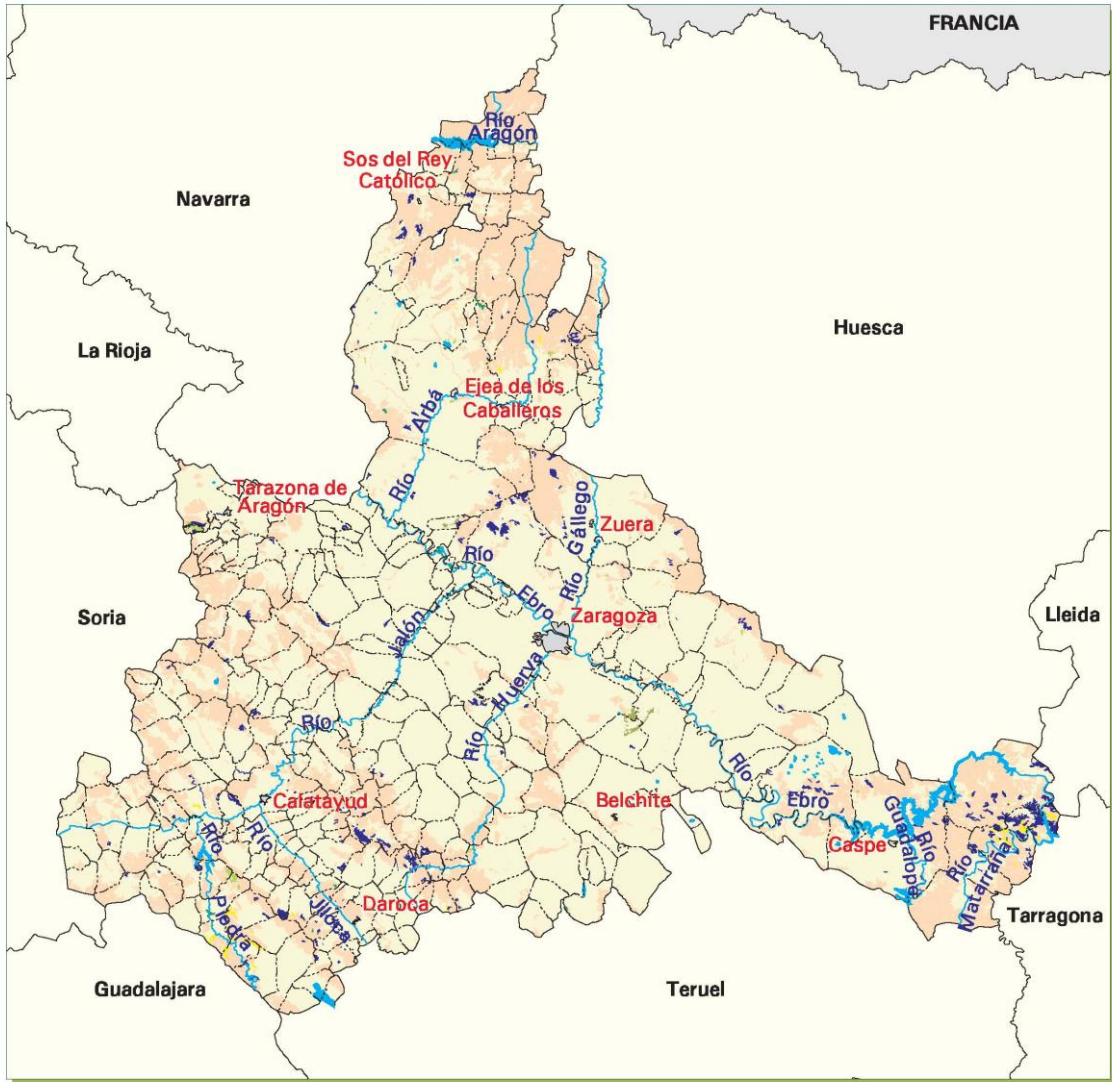 FRANCIA
Río
Aragón
Sos del Rey
Católico
Navarra
Huesca
La Rioja
Ejea de los
Caballeros
Río Arbá
Tarazona de
Aragón
Zuera
Río Gállego
Río Ebro
Soria
Zaragoza
Lleida
Río Jalón
Río Huerva
Calatayud
Belchite
Río Ebro
Caspe
Río
Guadalope
Río
Matarraña
Río Piedra
Río Jiloca
Daroca
Tarragona
Guadalajara
Teruel